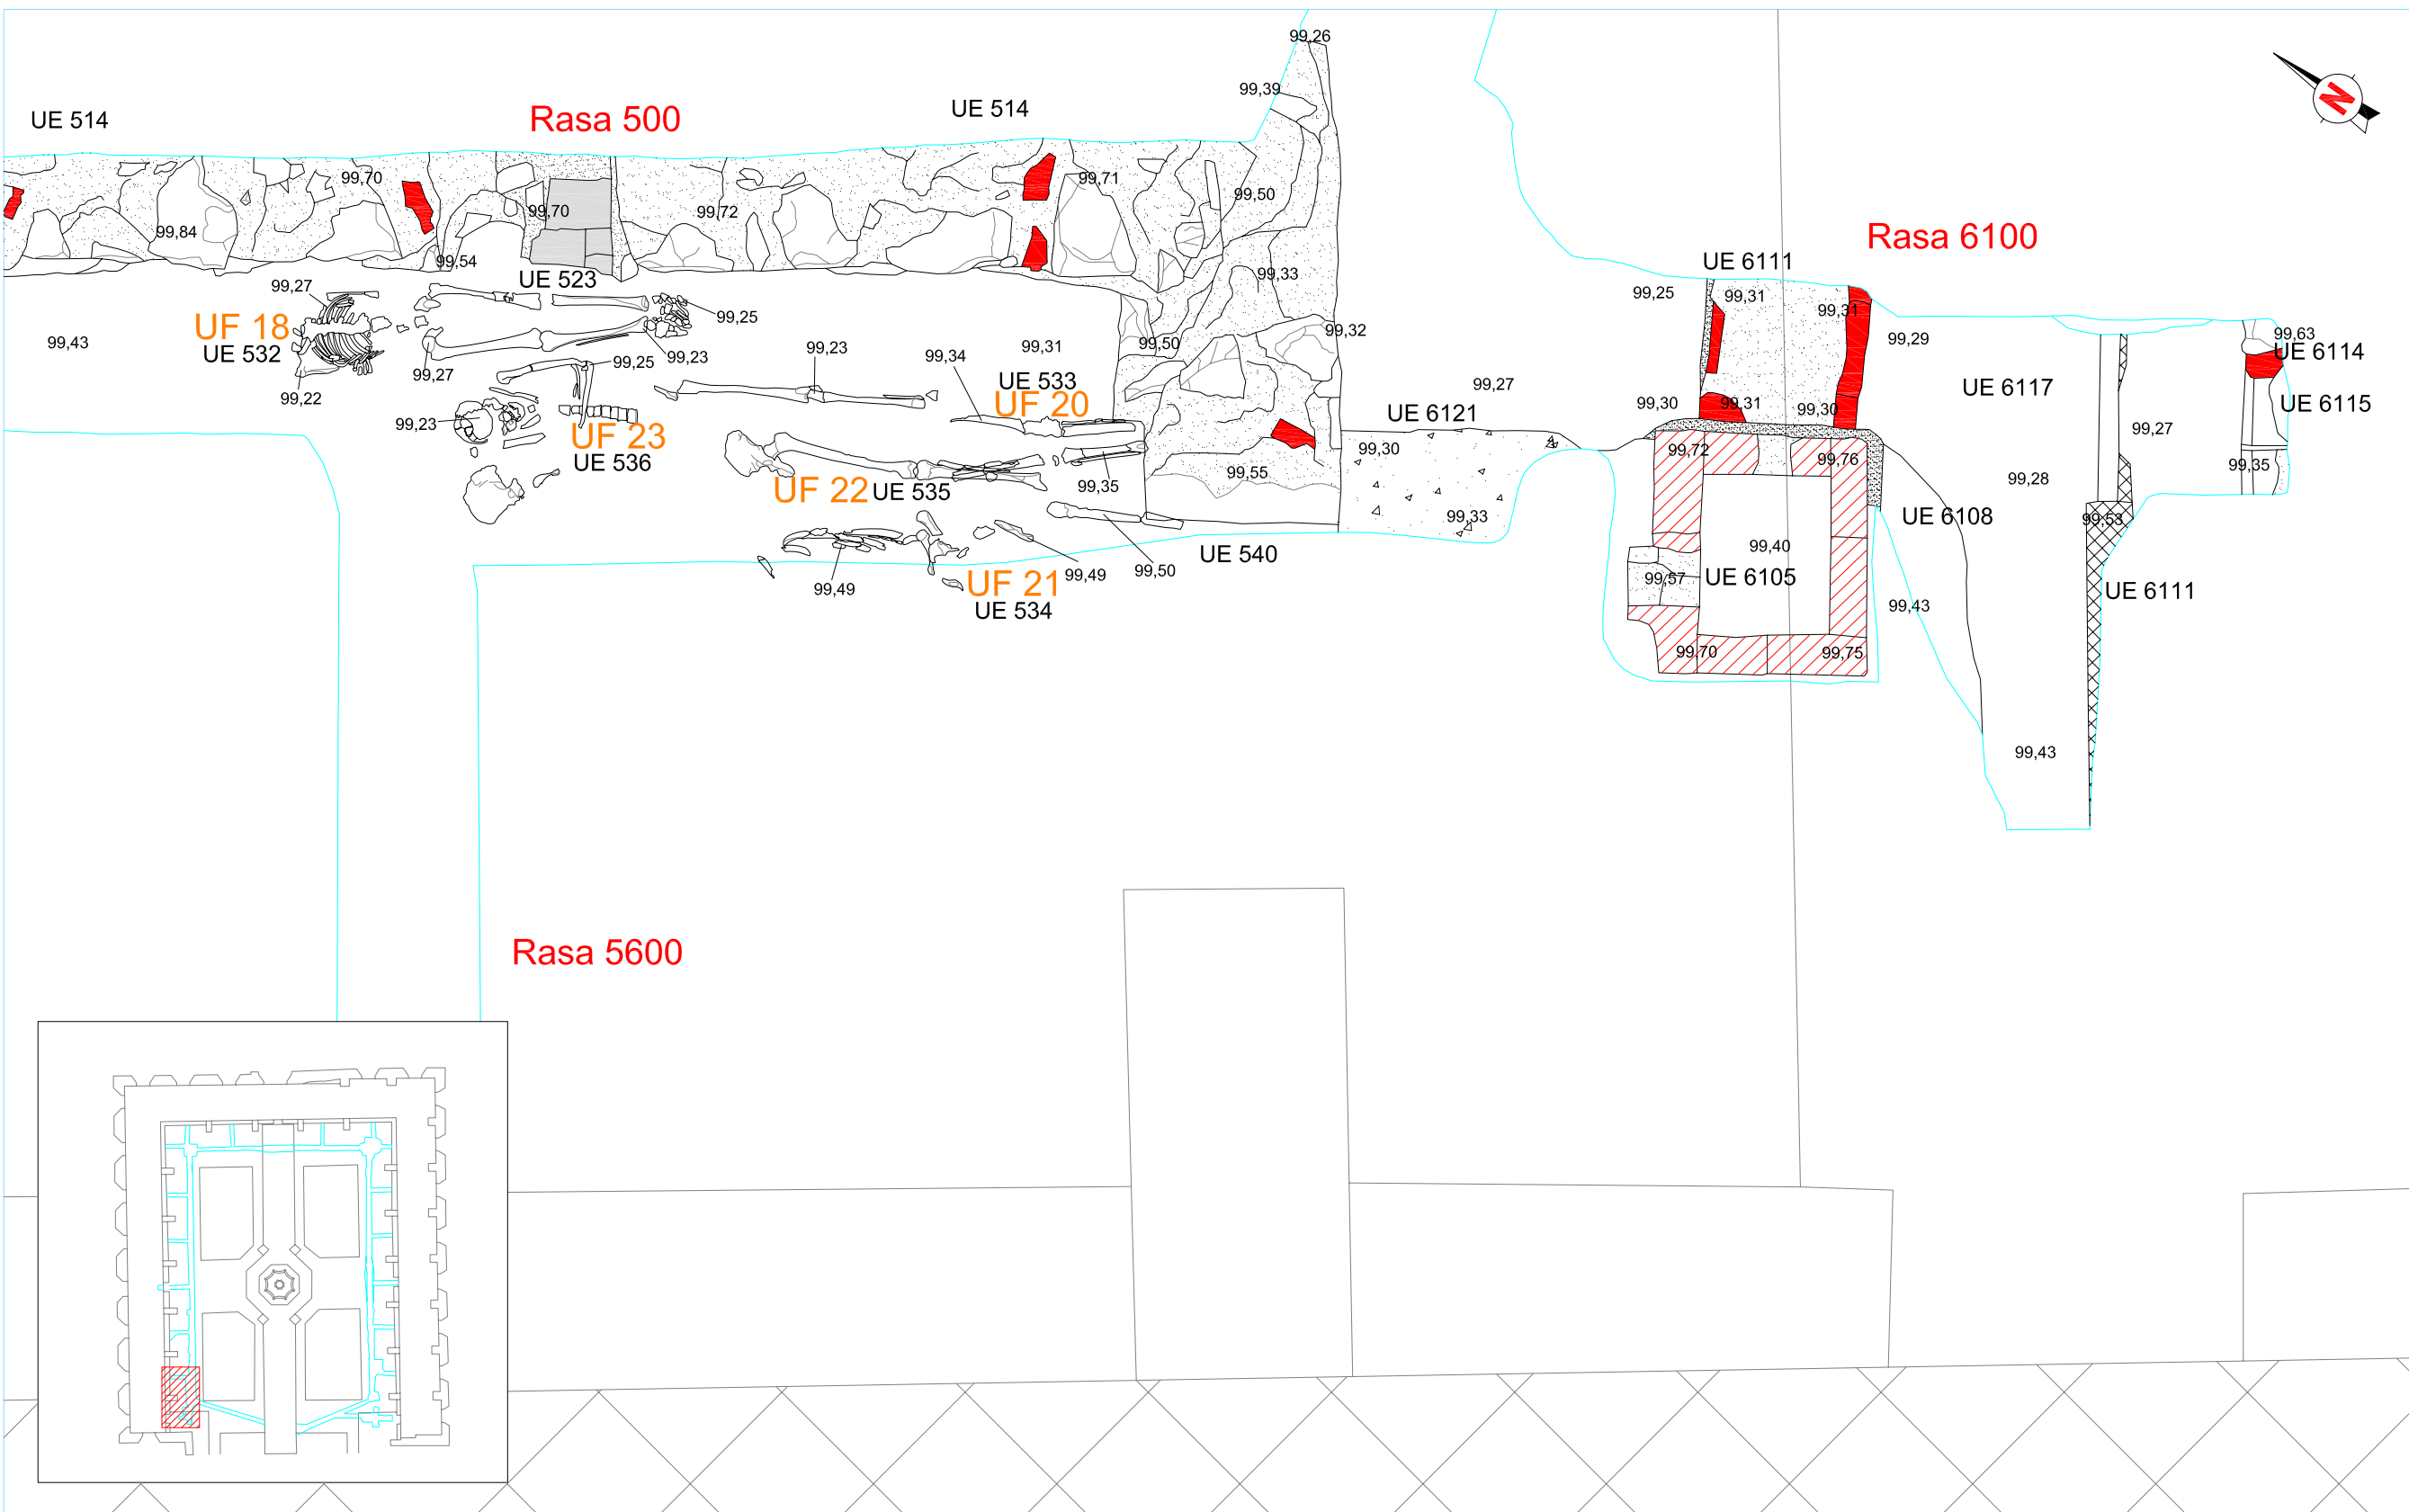 99,26
N
99,39
UE 514
Rasa 500
UE 514
99,70
99,71
99,50
99,84
99,70
99,72
Rasa 6100
99,54
UE 523
99,33
UE 6111
99,27
99,25
99,31
99,31
UF 18
99,25
UE 532
99,43
99,32
99,50
99,29
99,63
UE 6114
99,23
99,31
99,34
99,25
99,23
99,27
UE 533
99,27
UE 6117
99,22
UF 20
UE 6121
99,30
99,31
99,30
UE 6115
99,23
UF 23
UE 536
99,27
99,30
99,72
99,76
99,35
99,55
99,28
UF 22
UE 535
99,35
99,33
UE 6108
99,53
99,40
UE 540
99,49
99,50
99,57
UE 6105
UF 21
99,49
UE 534
99,43
UE 6111
99,70
99,75
99,43
Rasa 5600